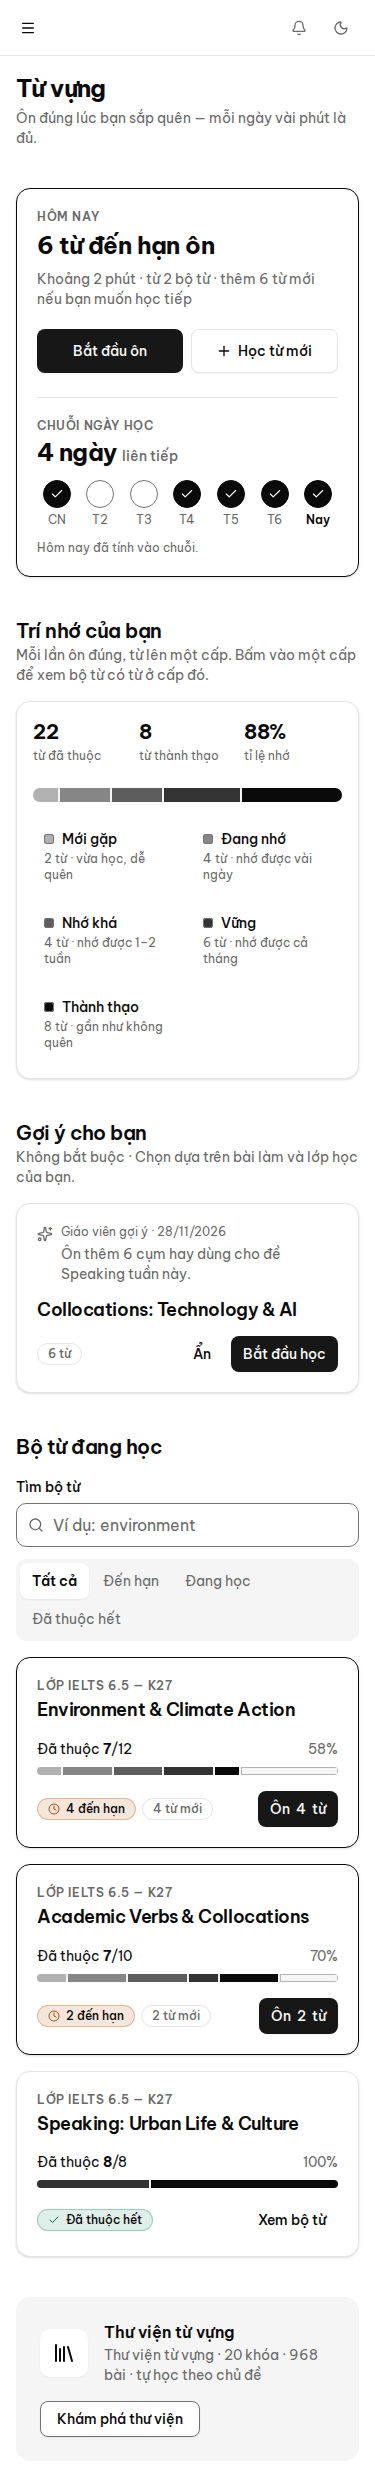 Từ vựng
Ôn đúng lúc bạn sắp quên — mỗi ngày vài phút là
đủ.
HÔM NAY
6 từ đến hạn ôn
Khoảng 2 phút · từ 2 bộ từ · thêm 6 từ mới
nếu bạn muốn học tiếp
Bắt đầu ôn
+ Học từ mới
CHUỖI NGÀY HỌC
4 ngày liên tiếp
CN T2 T3 T4 T5 T6 Nay
Hôm nay đã tính vào chuỗi.
Trí nhớ của bạn
Mỗi lần ôn đúng, từ lên một cấp. Bấm vào một cấp
để xem bộ từ có từ ở cấp đó.
22 8 88%
từ đã thuộc từ thành thạo tỉ lệ nhớ
Mới gặp
2 từ · vừa học, dễ
quên
Đang nhớ
4 từ · nhớ được vài
ngày
Nhớ khá
4 từ · nhớ được 1–2
tuần
Vững
6 từ · nhớ được cả
tháng
Thành thạo
8 từ · gần như không
quên
Gợi ý cho bạn
Không bắt buộc · Chọn dựa trên bài làm và lớp học
của bạn.
Giáo viên gợi ý · 28/11/2026
Ôn thêm 6 cụm hay dùng cho đề
Speaking tuần này.
Collocations: Technology & AI
6 từ
Ẩn
Bắt đầu học
Bộ từ đang học
Tìm bộ từ
Ví dụ: environment
Tất cả Đến hạn Đang học
Đã thuộc hết
LỚP IELTS 6.5 — K27
Environment & Climate Action
Đã thuộc 7/12 58%
4 đến hạn 4 từ mới Ôn 4 từ
LỚP IELTS 6.5 — K27
Academic Verbs & Collocations
Đã thuộc 7/10 70%
2 đến hạn 2 từ mới Ôn 2 từ
LỚP IELTS 6.5 — K27
Speaking: Urban Life & Culture
Đã thuộc 8/8 100%
Đã thuộc hết Xem bộ từ
Thư viện từ vựng
Thư viện từ vựng · 20 khóa · 968
bài · tự học theo chủ đề
Khám phá thư viện